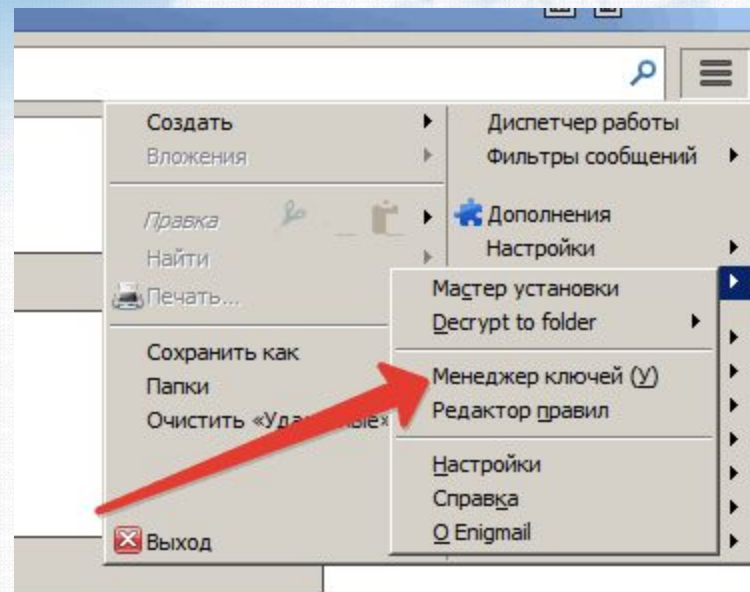 Создать
Вложения
Правка
Найти
Печать...
Сохранить как
Папки
Очистить
Выход
Диспетчер работы
Фильтры сообщений
Дополнения
Настройки
Мастер установки
Decrypt to folder
Менеджер ключей (У)
Редактор правил
Настройки
Справка
О Enigmail